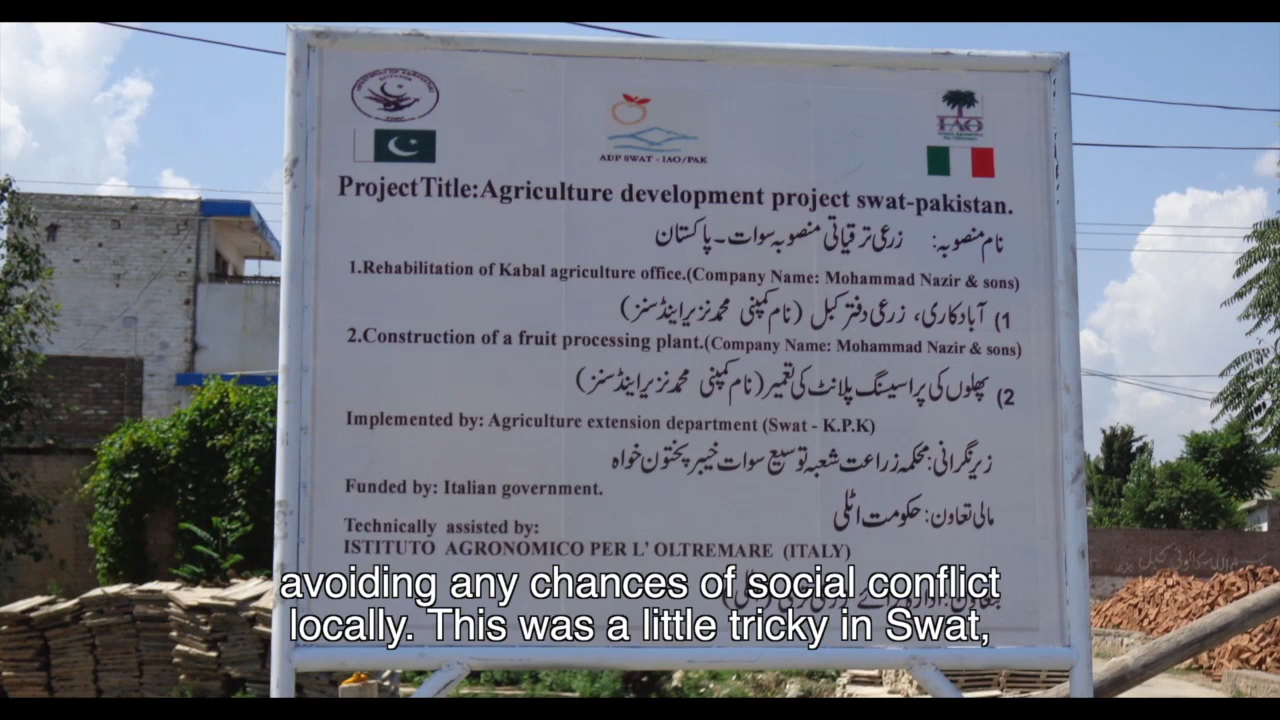 ADP SWAT - IAO/PAK
IAO
Project Title:Agriculture development project swat-pakistan.
نام منصوبہ: زرعی ترقیاتی منصوبہ سوات۔پاکستان
1.Rehabilitation of Kabal agriculture office.(Company Name: Mohammad Nazir & sons)
1) آبادکاری، زرعی دفتر کبل (نام کمپنی محمد نزیر اینڈ سنز)
2.Construction of a fruit processing plant.(Company Name: Mohammad Nazir & sons)
2) پھلوں کی پراسیسنگ پلانٹ کی تعمیر (نام کمپنی محمد نزیر اینڈ سنز)
Implemented by: Agriculture extension department (Swat - K.P.K)
زیر نگرانی: محکمہ زراعت شعبہ توسیع سوات خیبر پختون خواہ
Funded by: Italian government.
مالی تعاون: حکومت اٹلی
Technically assisted by:
ISTITUTO AGRONOMICO PER L' OLTREMARE (ITALY)
avoiding any chances of social conflict
locally. This was a little tricky in Swat,